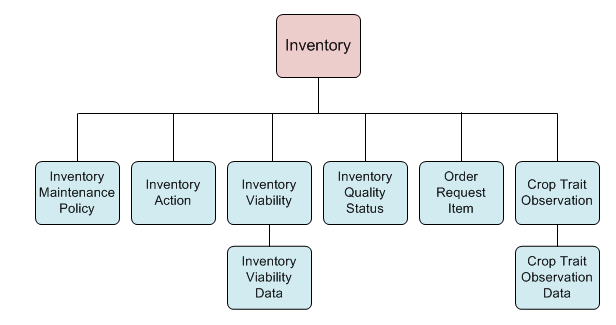 Inventory
Inventory
Maintenance
Policy
Inventory
Action
Inventory
Viability
Inventory
Quality
Status
Order
Request
Item
Crop Trait
Observation
Inventory
Viability
Data
Crop Trait
Observation
Data